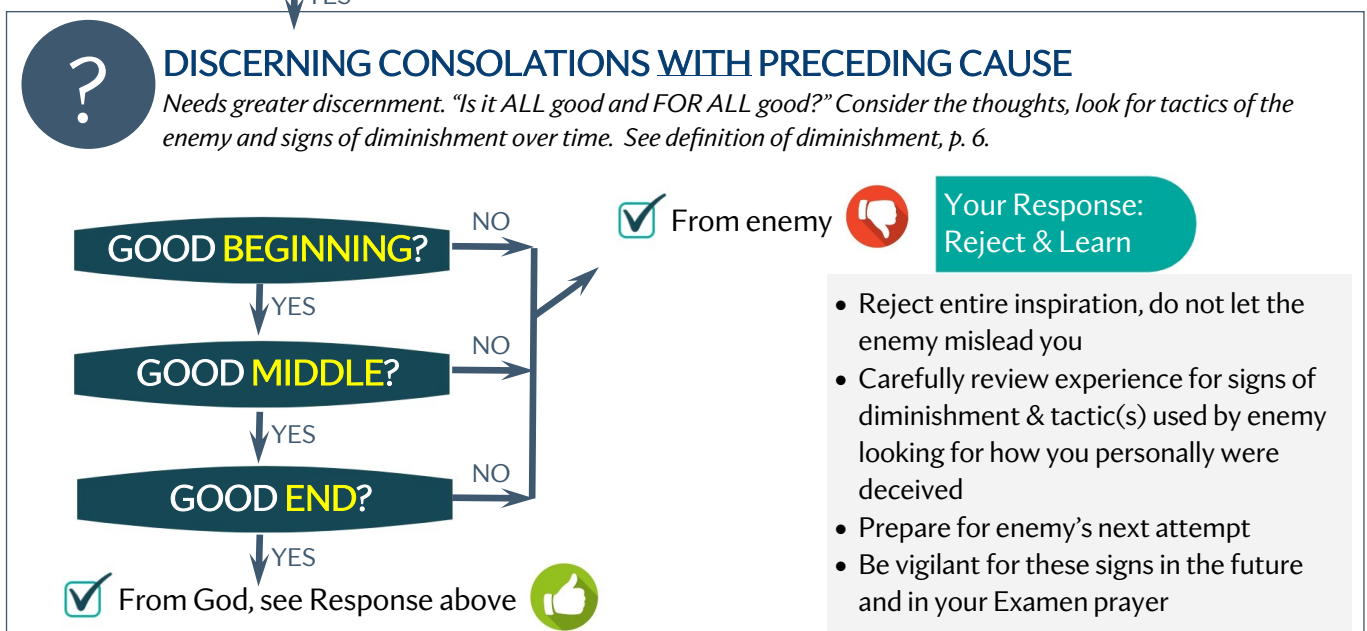 YES
?
DISCERNING CONSOLATIONS WITH PRECEDING CAUSE
Needs greater discernment. “Is it ALL good and FOR ALL good?” Consider the thoughts, look for tactics of the
enemy and signs of diminishment over time. See definition of diminishment, p. 6.
GOOD BEGINNING?
NO
YES
GOOD MIDDLE?
NO
YES
GOOD END?
NO
YES
From God, see Response above
From enemy
Your Response:
Reject & Learn
• Reject entire inspiration, do not let the
enemy mislead you
• Carefully review experience for signs of
diminishment & tactic(s) used by enemy
looking for how you personally were
deceived
• Prepare for enemy’s next attempt
• Be vigilant for these signs in the future
and in your Examen prayer